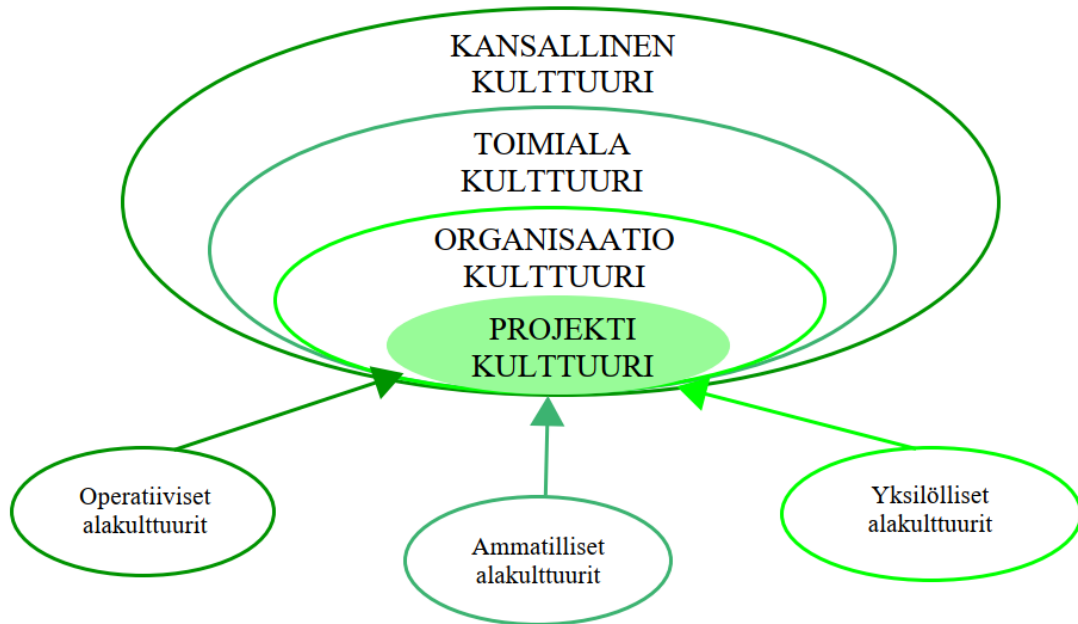 KANSALLINEN
KULTTUURI
TOIMIALA
KULTTUURI
ORGANISAATIO
KULTTUURI
PROJEKTI
KULTTUURI
Operatiiviset
alakulttuurit
Ammatilliset
alakulttuurit
Yksilölliset
alakulttuurit